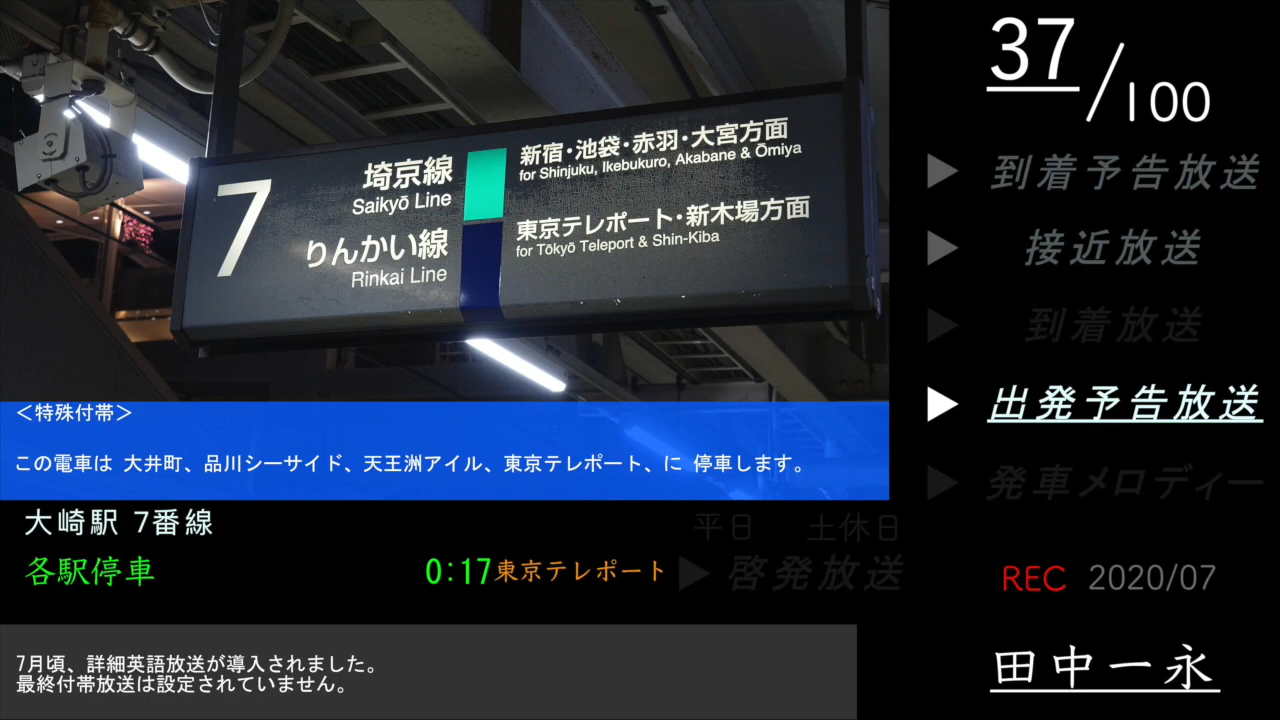 37/100
7
埼京線
Saikyō Line
新宿・池袋・赤羽・大宮方面
for Shinjuku, Ikebukuro, Akabane & Ōmiya
りんかい線
Rinkai Line
東京テレポート・新木場方面
for Tōkyō Teleport & Shin-Kiba
▶ 到着予告放送
▶ 接近放送
▶ 到着放送
▶ 出発予告放送
▶ 発車メロディー
<特殊付帯>
この電車は 大井町、品川シーサイド、天王洲アイル、東京テレポート、に 停車します。
大崎駅 7番線
平日 土休日
各駅停車 0:17 東京テレポート
▶ 啓発放送
REC 2020/07
7月頃、詳細英語放送が導入されました。
最終付帯放送は設定されていません。
田中一永